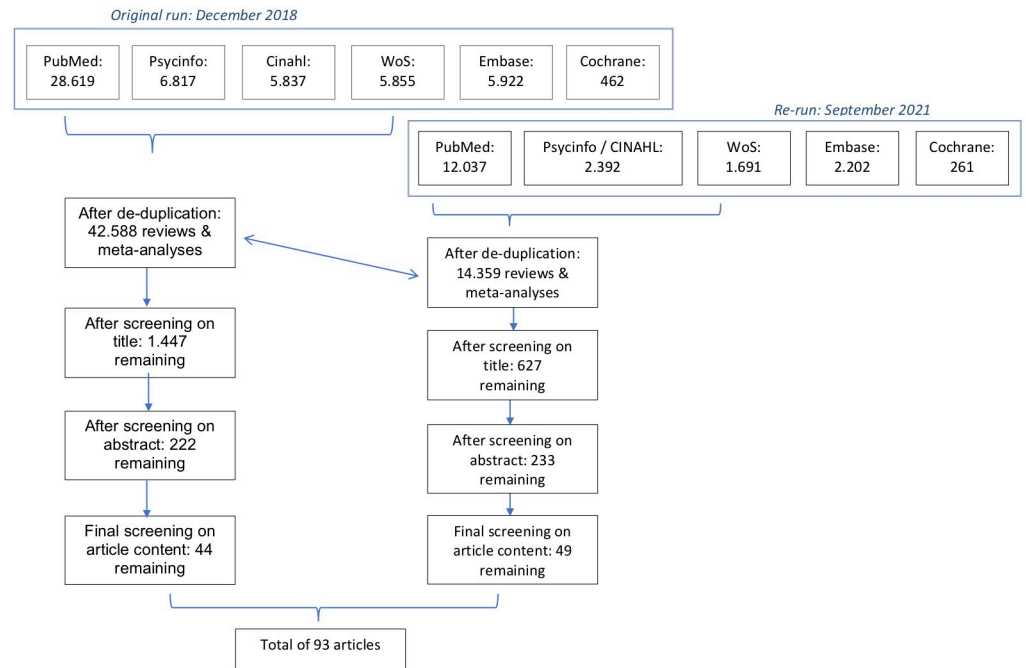 Original run: December 2018
PubMed:
28.619
Psycinfo:
6.817
Cinahl:
5.837
WoS:
5.855
Embase:
5.922
Cochrane:
462
Re-run: September 2021
PubMed:
12.037
Psycinfo / CINAHL:
2.392
WoS:
1.691
Embase:
2.202
Cochrane:
261
After de-duplication:
42.588 reviews &
meta-analyses
After screening on
title: 1.447
remaining
After screening on
abstract: 222
remaining
Final screening on
article content: 44
remaining
After de-duplication:
14.359 reviews &
meta-analyses
After screening on
title: 627
remaining
After screening on
abstract: 233
remaining
Final screening on
article content: 49
remaining
Total of 93 articles